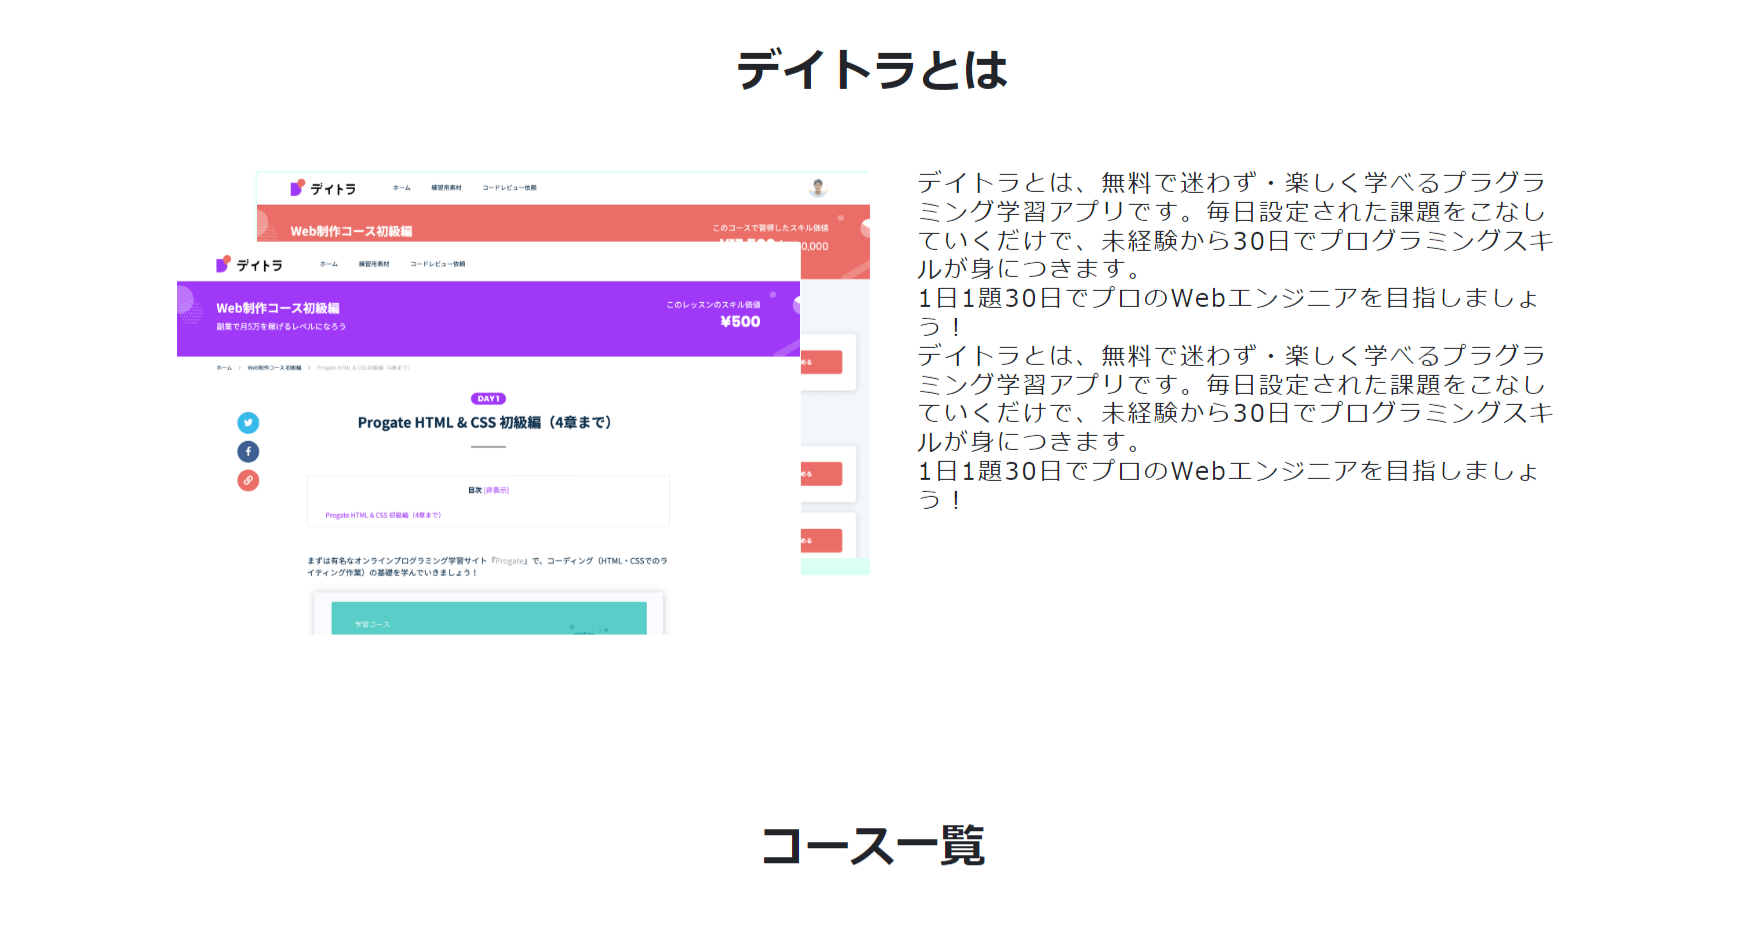 デイトラとは
デイトラ
ホーム
練習用素材
コードレビュー依頼
Web制作コース初級編
このコースで習得したスキル価値
0,000
デイトラ
ホーム
練習用素材
コードレビュー依頼
Web制作コース初級編
副業で月5万を稼げるレベルになろう
このレッスンのスキル価値
¥500
ホーム > Web制作コース初級編 > Progate HTML & CSS 初級編（4章まで）
DAY1
Progate HTML & CSS 初級編（4章まで）
目次 [非表示]
Progate HTML & CSS 初級編（4章まで）
まずは有名なオンラインプログラミング学習サイト『Progate』で、コーディング（HTML・CSSでのラ
イティング作業）の基礎を学んでいきましょう！
学習コース
める
める
める
デイトラとは、無料で迷わず・楽しく学べるプラグラ
ミング学習アプリです。毎日設定された課題をこなし
ていくだけで、未経験から30日でプログラミングスキ
ルが身につきます。
1日1題30日でプロのWebエンジニアを目指しましょ
う！
デイトラとは、無料で迷わず・楽しく学べるプラグラ
ミング学習アプリです。毎日設定された課題をこなし
ていくだけで、未経験から30日でプログラミングスキ
ルが身につきます。
1日1題30日でプロのWebエンジニアを目指しましょ
う！
コース一覧